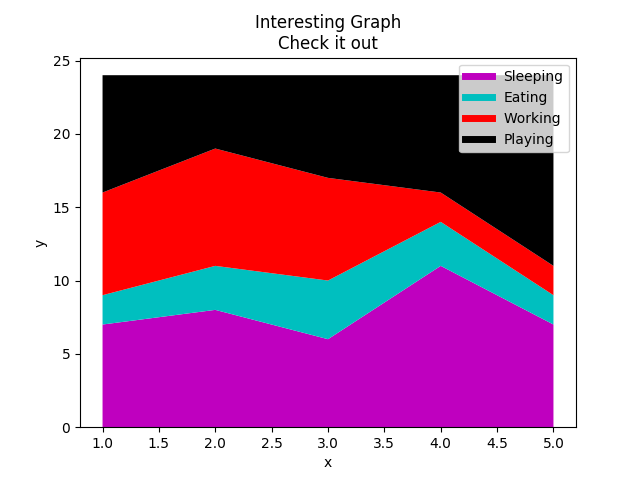 Interesting Graph
Check it out
25
20
15
10
5
0
y
Sleeping
Eating
Working
Playing
1.0 1.5 2.0 2.5 3.0 3.5 4.0 4.5 5.0
x